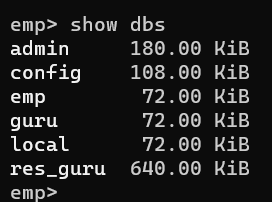 emp> show dbs
admin     180.00 KiB
config    108.00 KiB
emp        72.00 KiB
guru       72.00 KiB
local      72.00 KiB
res_guru  640.00 KiB
emp>